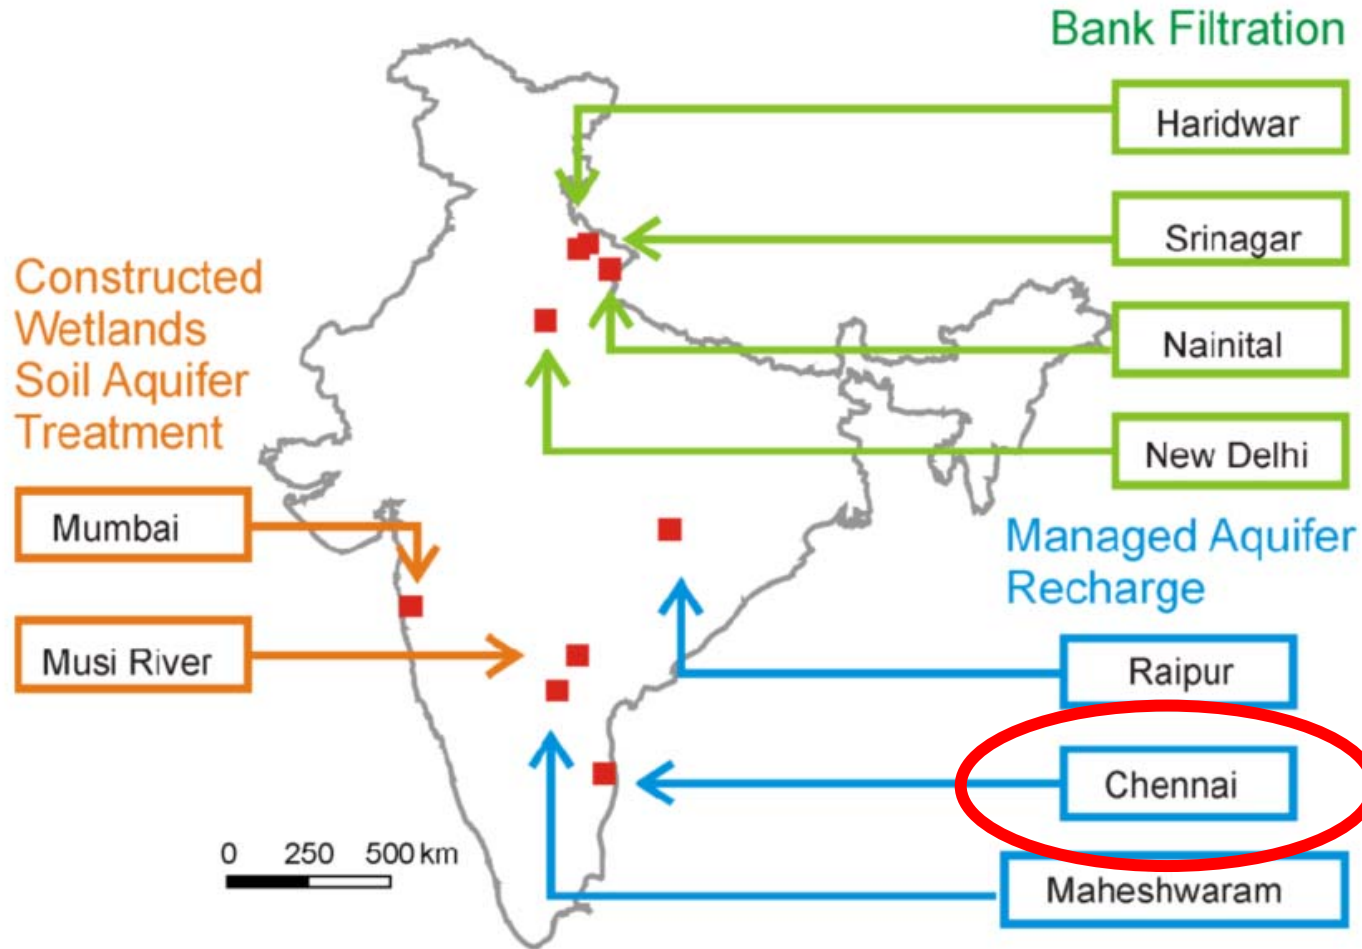 Bank Filtration
Haridwar
Srinagar
Nainital
New Delhi
Constructed
Wetlands
Soil Aquifer
Treatment
Mumbai
Musi River
Managed Aquifer
Recharge
Raipur
Chennai
Maheshwaram
0 250 500 km